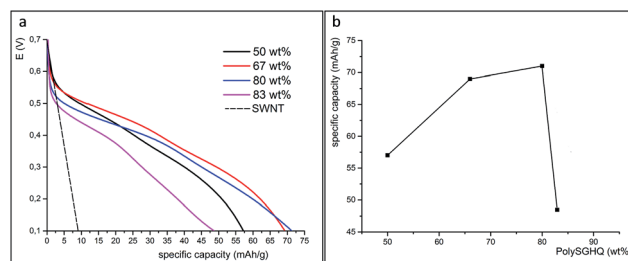 a
E (V)
0,7
0,6
0,5
0,4
0,3
0,2
0,1
50 wt%
67 wt%
80 wt%
83 wt%
SWNT
0 5 10 15 20 25 30 35 40 45 50 55 60 65 70 75
specific capacity (mAh/g)
b
specific capacity (mAh/g)
75
70
65
60
55
50
45
50 60 70 80 90
PolySGHQ (wt%